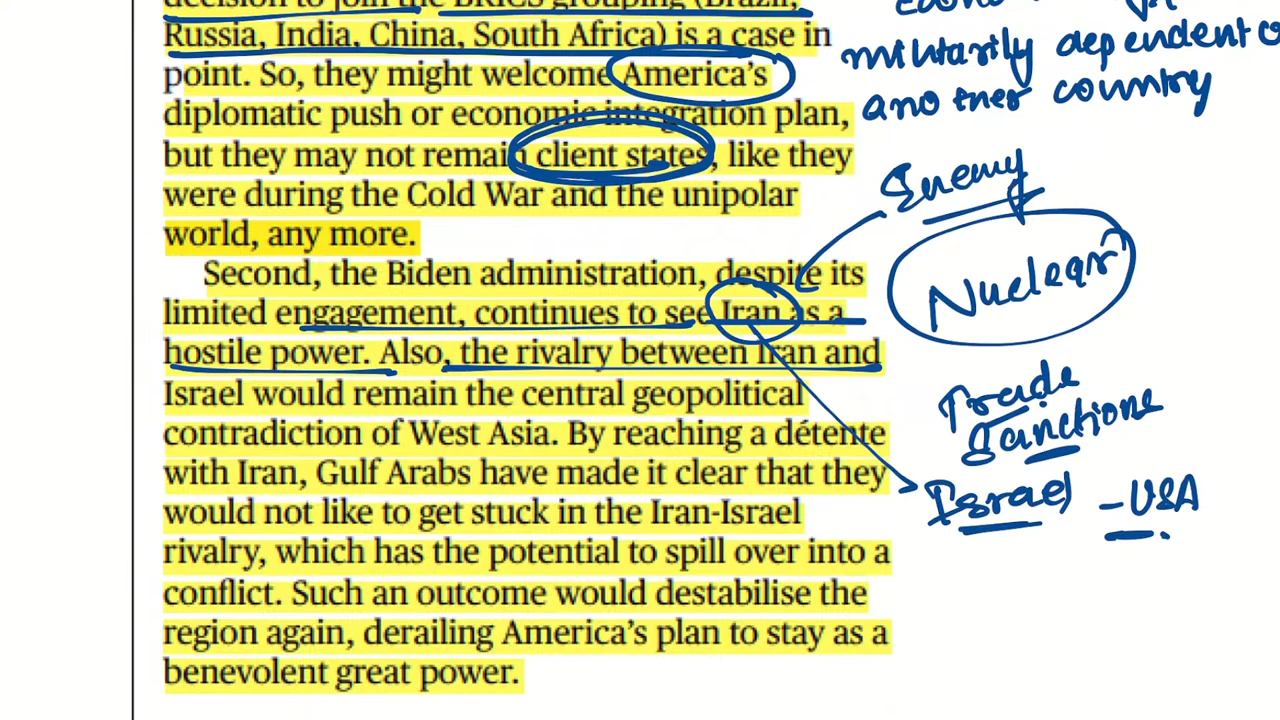 decision to join the BRICS grouping (Brazil,
Russia, India, China, South Africa) is a case in
point. So, they might welcome America's
diplomatic push or economic integration plan,
but they may not remain client states, like they
were during the Cold War and the unipolar
world, any more.
Second, the Biden administration, despite its
limited engagement, continues to see Iran as a
hostile power. Also, the rivalry between Iran and
Israel would remain the central geopolitical
contradiction of West Asia. By reaching a détente
with Iran, Gulf Arabs have made it clear that they
would not like to get stuck in the Iran-Israel
rivalry, which has the potential to spill over into a
conflict. Such an outcome would destabilise the
region again, derailing America's plan to stay as a
benevolent great power.
militarily dependent
another country
Enemy
Nuclear
Trade
Sanctions
Israel - USA